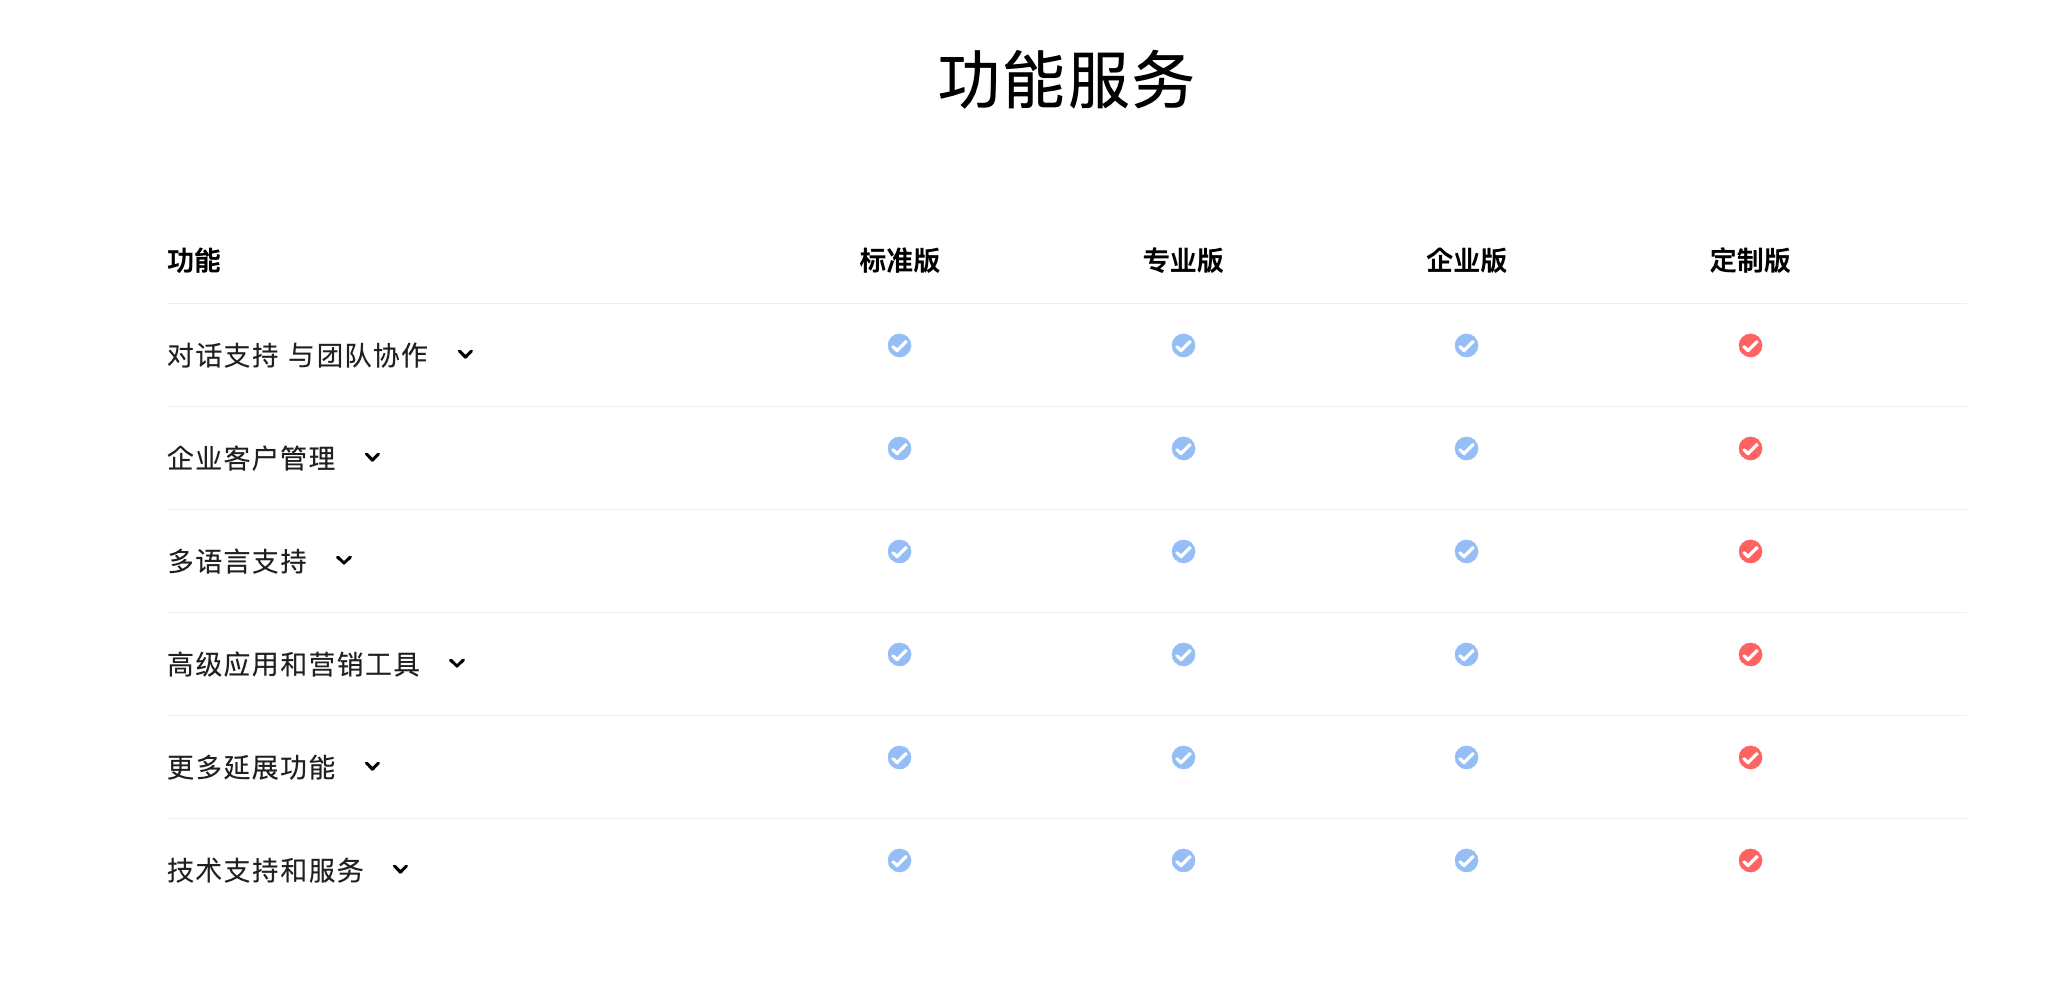 功能服务
功能 标准版 专业版 企业版 定制版
对话支持 与团队协作
企业客户管理
多语言支持
高级应用和营销工具
更多延展功能
技术支持和服务